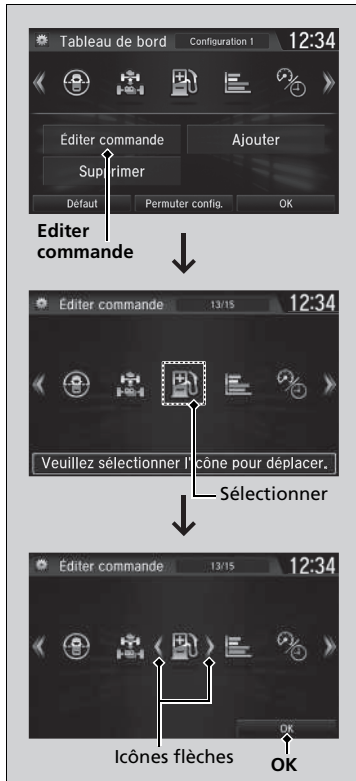 Tableau de bord Configuration 1 12:34
Éditer commande Ajouter
Supprimer
Défaut Permuter config. OK
Editer
commande
Éditer commande 13/15 12:34
Veuillez sélectionner l'icône pour déplacer.
Sélectionner
Éditer commande 13/15 12:34
OK
Icônes flèches
OK